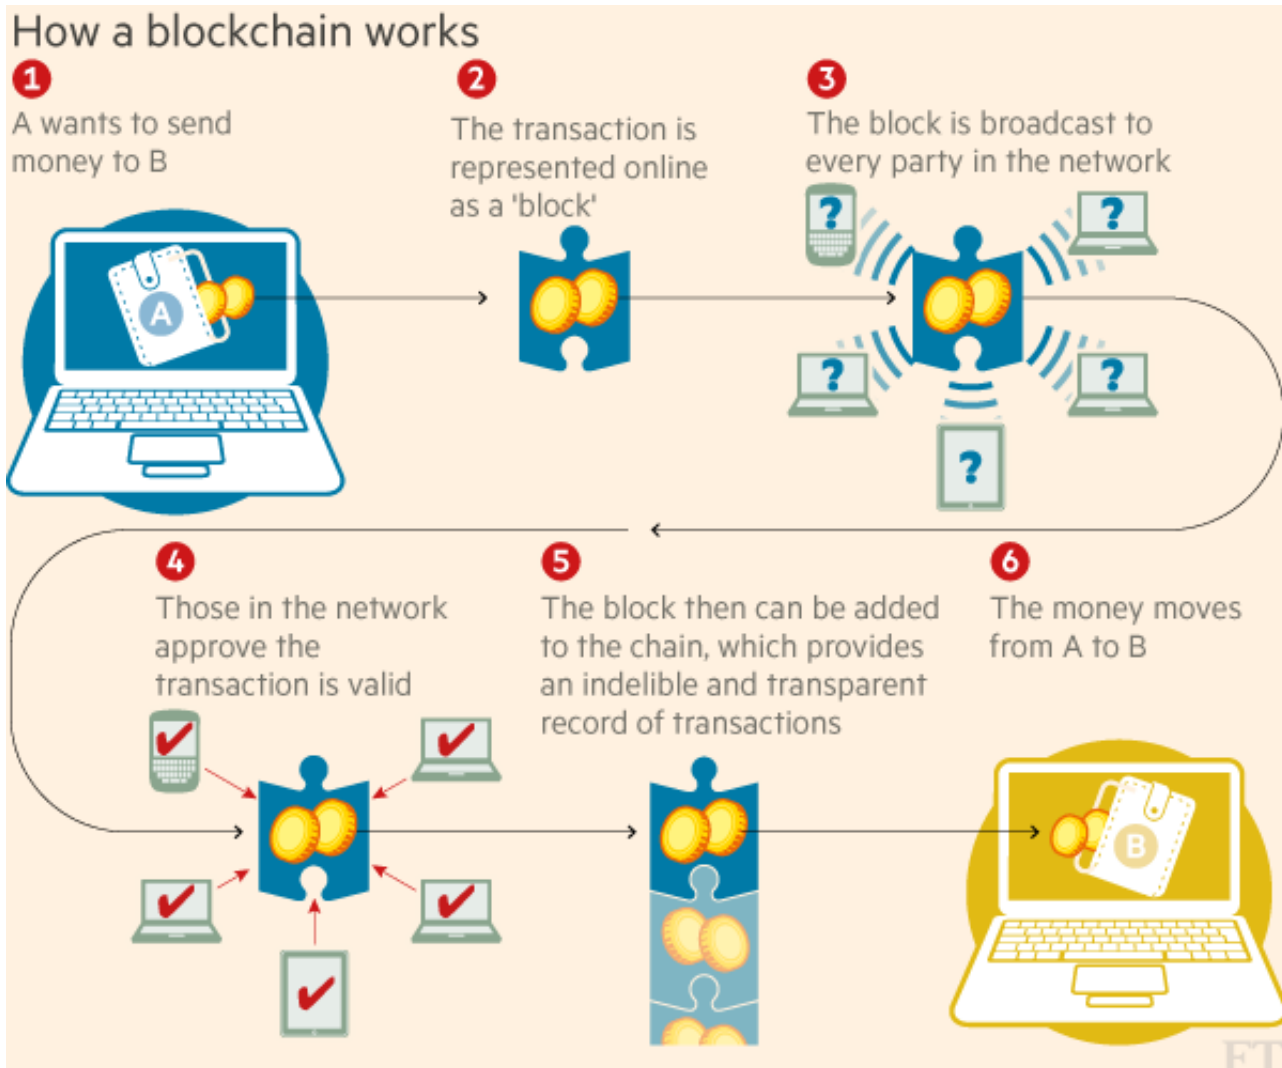 How a blockchain works
1
A wants to send
money to B
2
The transaction is
represented online
as a 'block'
3
The block is broadcast to
every party in the network
?
?
A
?
?
?
4
Those in the network
approve the
transaction is valid
5
The block then can be added
to the chain, which provides
an indelible and transparent
record of transactions
6
The money moves
from A to B
B
FT